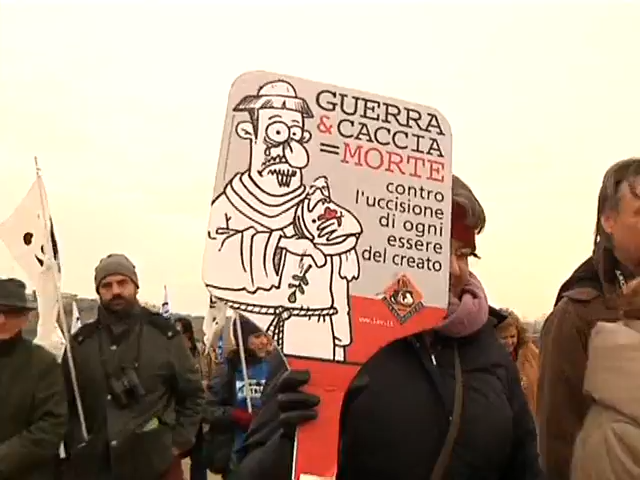 GUERRA
& CACCIA
= MORTE
contro
l'uccisione
di ogni
essere
del creato
www.lav.it